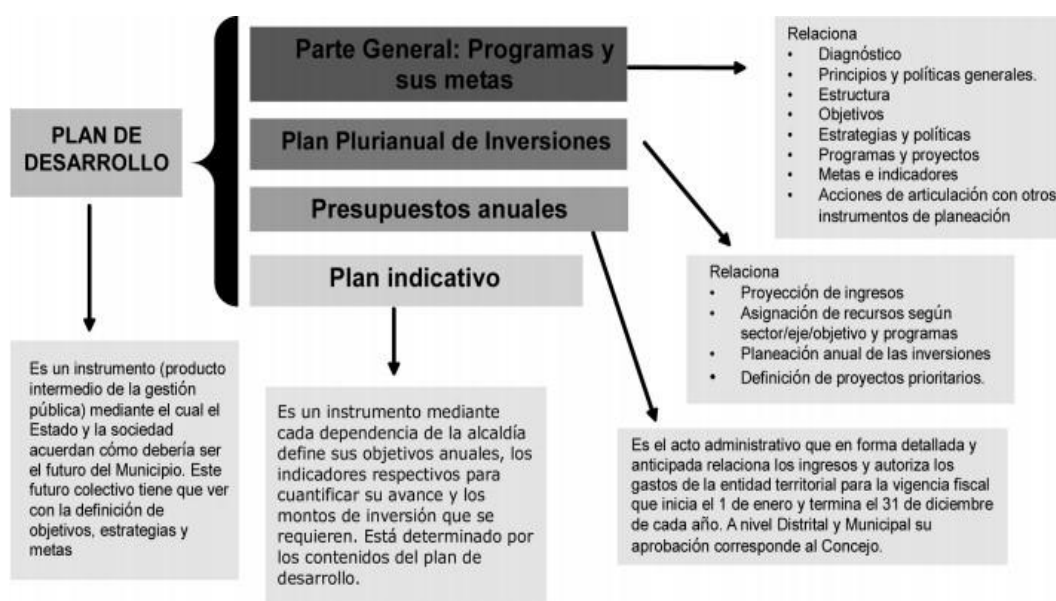 PLAN DE
DESARROLLO
Parte General: Programas y
sus metas
Plan Plurianual de Inversiones
Presupuestos anuales
Plan indicativo
Relaciona
• Diagnóstico
• Principios y políticas generales.
• Estructura
• Objetivos
• Estrategias y políticas
• Programas y proyectos
• Metas e indicadores
• Acciones de articulación con otros
instrumentos de planeación
Relaciona
• Proyección de ingresos
• Asignación de recursos según
sector/eje/objetivo y programas
• Planeación anual de las inversiones
• Definición de proyectos prioritarios.
Es un instrumento (producto
intermedio de la gestión
pública) mediante el cual el
Estado y la sociedad
acuerdan cómo debería ser
el futuro del Municipio. Este
futuro colectivo tiene que ver
con la definición de
objetivos, estrategias y
metas
Es un instrumento mediante
cada dependencia de la alcaldía
define sus objetivos anuales, los
indicadores respectivos para
cuantificar su avance y los
montos de inversión que se
requieren. Está determinado por
los contenidos del plan de
desarrollo.
Es el acto administrativo que en forma detallada y
anticipada relaciona los ingresos y autoriza los
gastos de la entidad territorial para la vigencia fiscal
que inicia el 1 de enero y termina el 31 de diciembre
de cada año. A nivel Distrital y Municipal su
aprobación corresponde al Concejo.